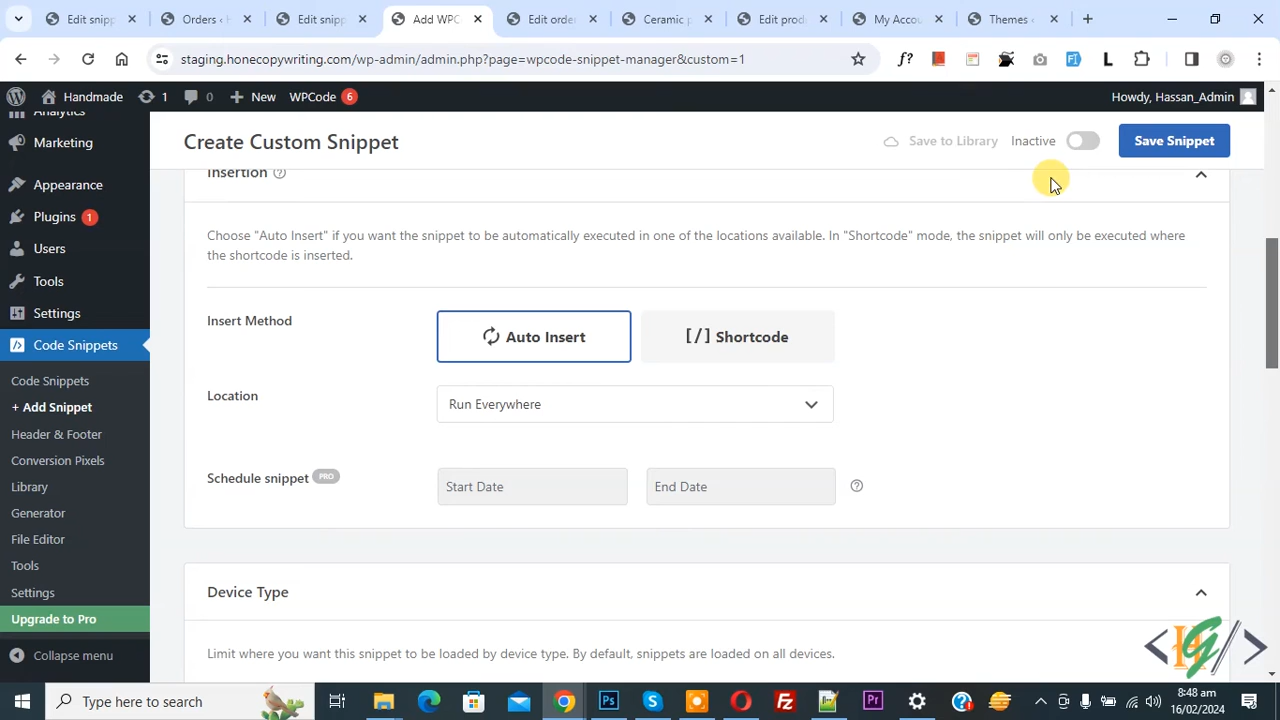 Edit snipp
Orders ‹ H
Edit snipp
Add WPC
Edit orde
Ceramic p
Edit prod
My Accou
Themes ‹
staging.hafeecopywriting.com/wp-admin/admin.php?page=wpcode-snippet-manager&custom=1
Handmade
1
0
New
WPCode 6
Howdy, Hassan_Admin
Analytics
Marketing
Appearance
Plugins 1
Users
Tools
Settings
Code Snippets
Code Snippets
+ Add Snippet
Header & Footer
Conversion Pixels
Library
Generator
File Editor
Tools
Settings
Upgrade to Pro
Collapse menu
Create Custom Snippet
Save to Library
Inactive
Save Snippet
Insertion
Choose "Auto Insert" if you want the snippet to be automatically executed in one of the locations available. In "Shortcode" mode, the snippet will only be executed where
the shortcode is inserted.
Insert Method
Auto Insert
[/] Shortcode
Location
Run Everywhere
Schedule snippet PRO
Start Date
End Date
Device Type
Limit where you want this snippet to be loaded by device type. By default, snippets are loaded on all devices.
Type here to search
8:48 am
16/02/2024